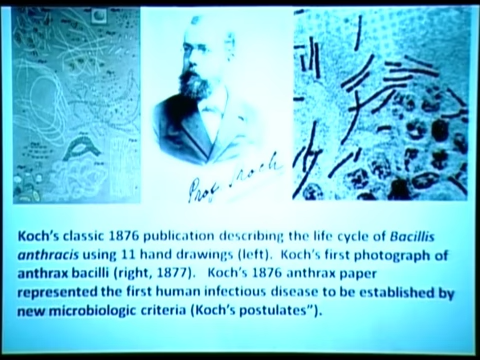 Prof Koch
Koch's classic 1876 publication describing the life cycle of Bacillis
anthracis using 11 hand drawings (left). Koch's first photograph of
anthrax bacilli (right, 1877). Koch's 1876 anthrax paper
represented the first human infectious disease to be established by
new microbiologic criteria (Koch's postulates”).